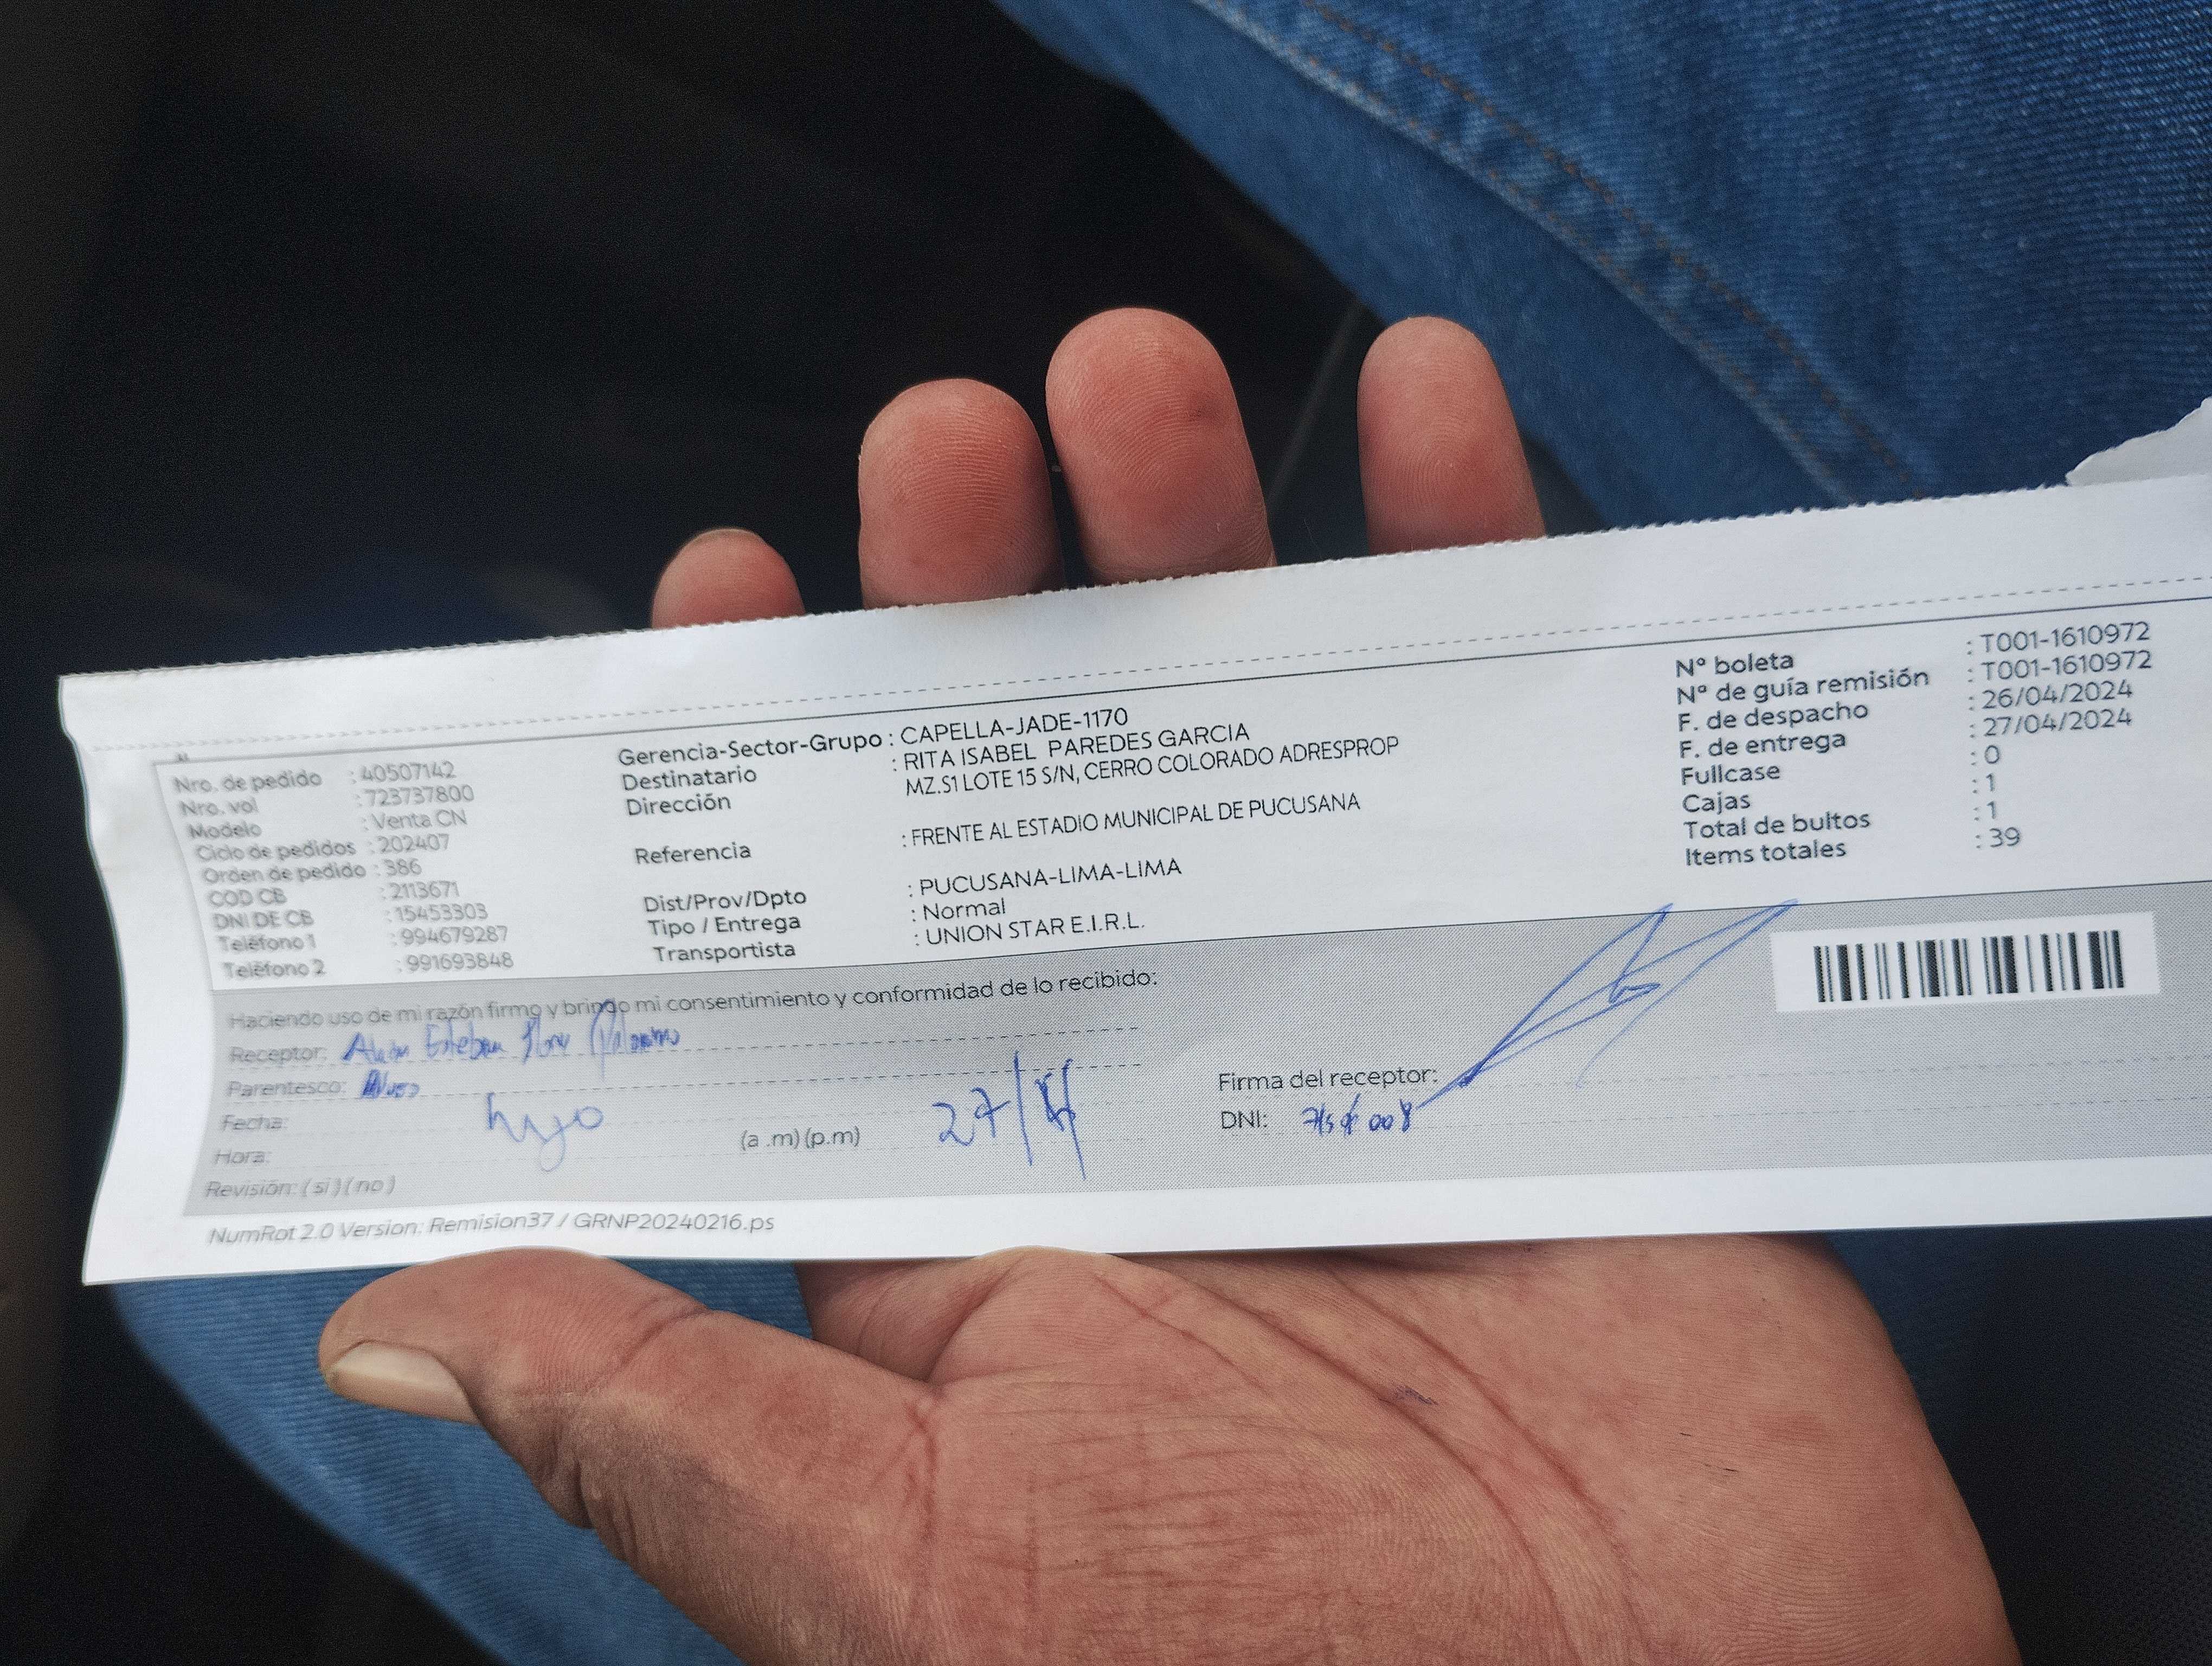 Nro. de pedido : 40507142
Nro. vol : 723737800
Modelo : Venta CN
Ciclo de pedidos : 202407
Orden de pedido : 386
COD CB : 2113671
DNI DE CB : 15453303
Teléfono 1 : 994679287
Teléfono 2 : 991693848
Gerencia-Sector-Grupo : CAPELLA-JADE-1170
Destinatario : RITA ISABEL PAREDES GARCIA
Dirección MZ.S1 LOTE 15 S/N, CERRO COLORADO ADRESPROP
Referencia : FRENTE AL ESTADIO MUNICIPAL DE PUCUSANA
Dist/Prov/Dpto : PUCUSANA-LIMA-LIMA
Tipo / Entrega : Normal
Transportista : UNION STAR E.I.R.L.
Nº boleta : T001-1610972
Nº de guía remisión : T001-1610972
F. de despacho : 26/04/2024
F. de entrega : 27/04/2024
Fullcase : 0
Cajas : 1
Total de bultos : 1
Items totales : 39
Haciendo uso de mi razón firmo y brindo mi consentimiento y conformidad de lo recibido:
Receptor: Esteban
Parentesco:
Fecha: hijo
Hora: (a .m) (p.m) 27/
Revisión: ( si ) ( no )
Firma del receptor:
DNI:
NumRot 2.0 Version: Remision37 / GRNP20240216.ps